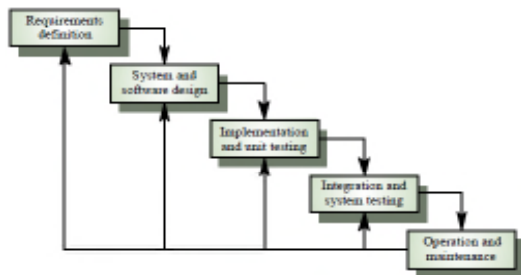 Requirements
definition
System and
software design
Implementation
and unit testing
Integration and
system testing
Operation and
maintenance